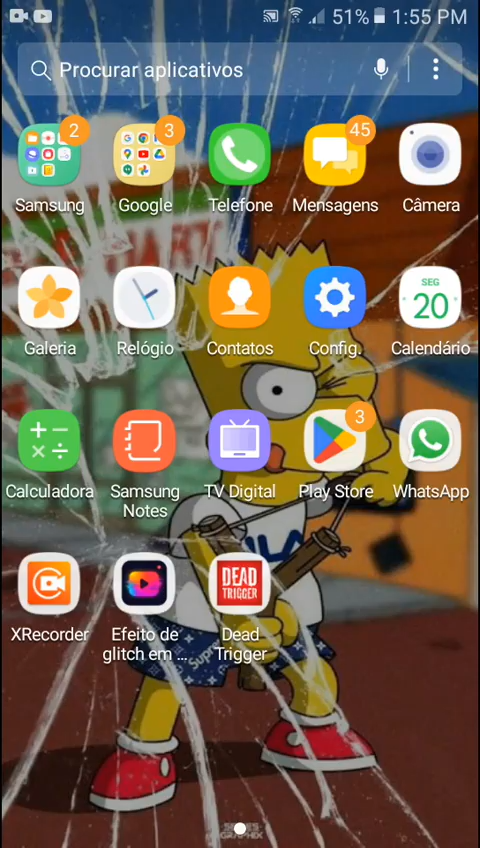 51% 1:55 PM
Procurar aplicativos
2 3 45
Samsung Google Telefone Mensagens Câmera
SEG
20
Galeria Relógio Contatos Config. Calendário
3
Calculadora Samsung Notes TV Digital Play Store WhatsApp
DEAD
TRIGGER
XRecorder Efeito de glitch em ... Dead Trigger
Supreme